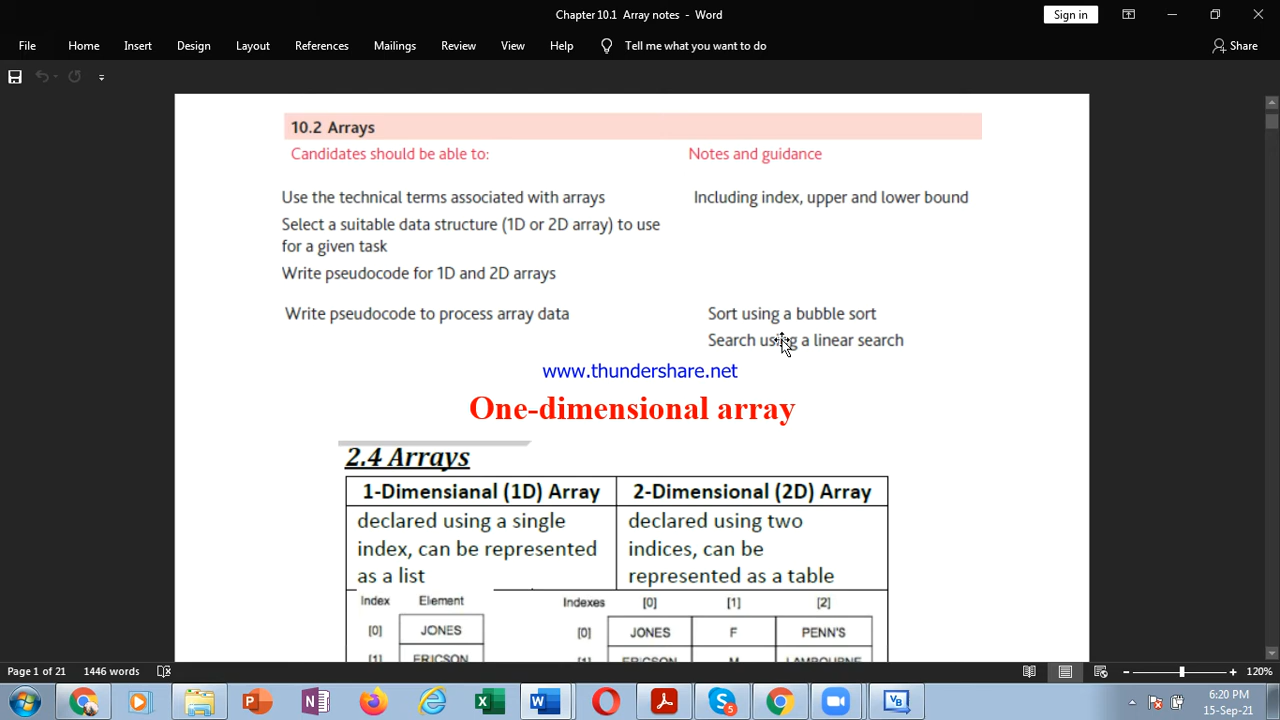 Chapter 10.1 Array notes - Word
Sign in
File Home Insert Design Layout References Mailings Review View Help Tell me what you want to do Share
10.2 Arrays
Candidates should be able to: Notes and guidance
Use the technical terms associated with arrays Including index, upper and lower bound
Select a suitable data structure (1D or 2D array) to use
for a given task
Write pseudocode for 1D and 2D arrays
Write pseudocode to process array data Sort using a bubble sort
Search using a linear search
www.thundershare.net
One-dimensional array
2.4 Arrays
1-Dimensianal (1D) Array 2-Dimensional (2D) Array
declared using a single declared using two
index, can be represented indices, can be
as a list represented as a table
Index Element Indexes [0] [1] [2]
[0] JONES [0] JONES F PENN'S
[1] ERICSON [1] ERICSON M LAMBOURNE
Page 1 of 21 1446 words 120%
6:20 PM
15-Sep-21